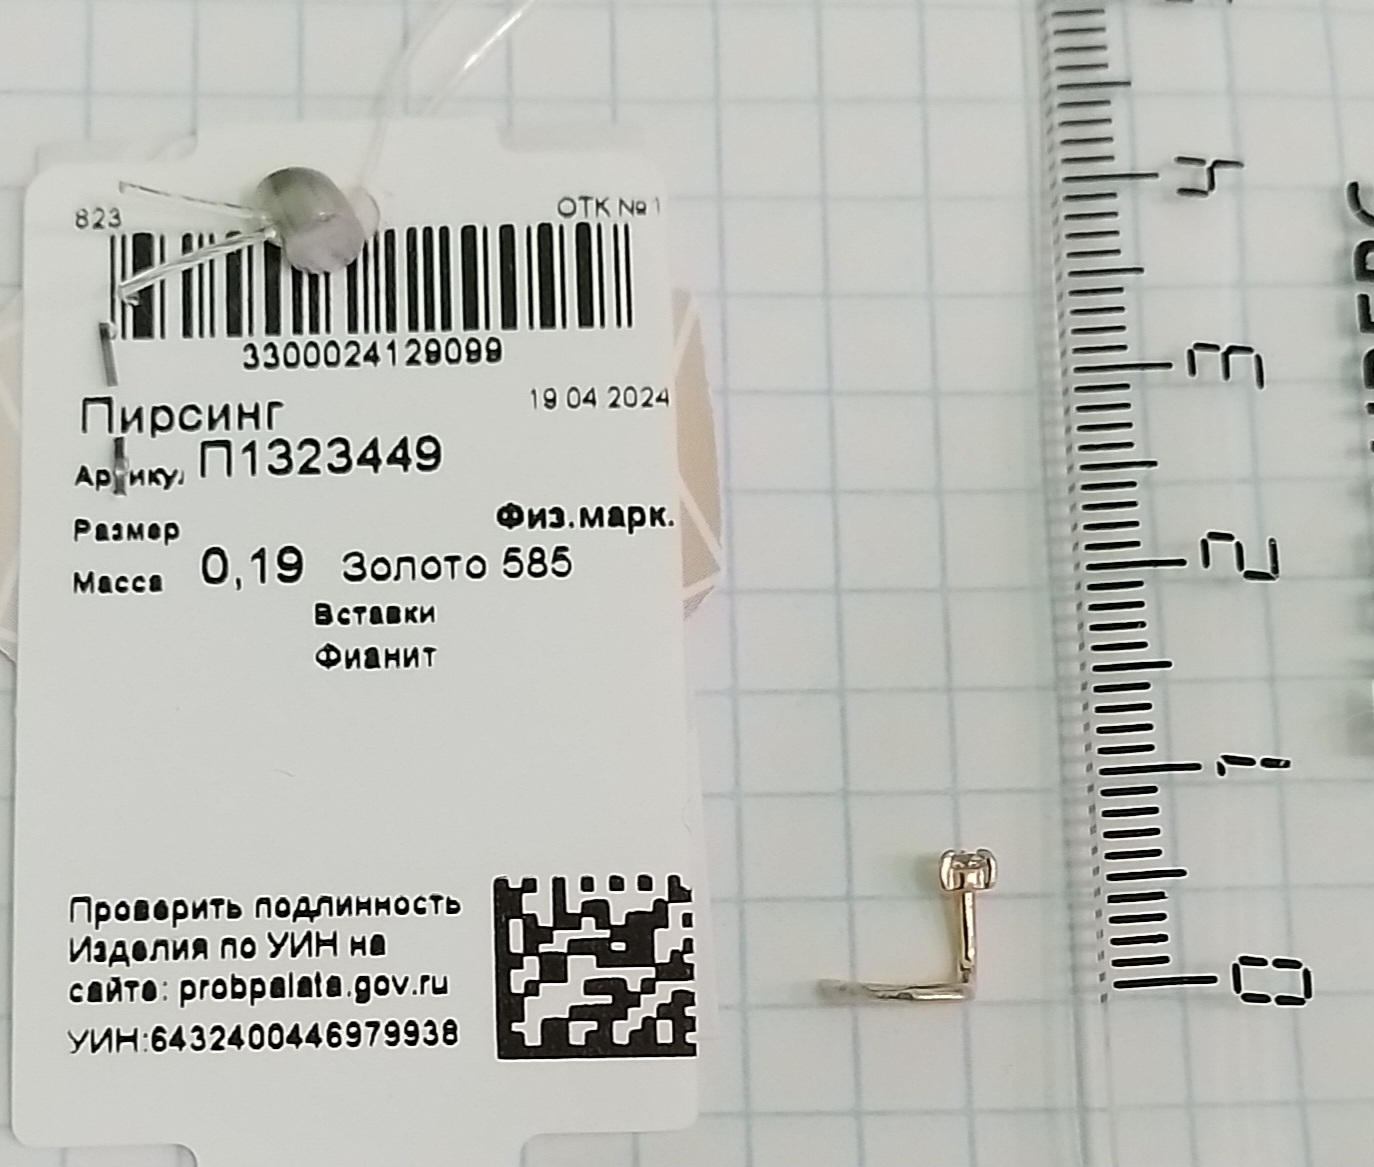 823 ОТК № 1
3300024129099
19 04 2024
Пирсинг
Артикул П1323449
Физ.марк.
Размер
Масса 0,19 Золото 585
Вставки
Фианит
Проверить подлинность
Изделия по УИН на
сайте: probpalata.gov.ru
УИН:6432400446979938
4
3
2
1
0